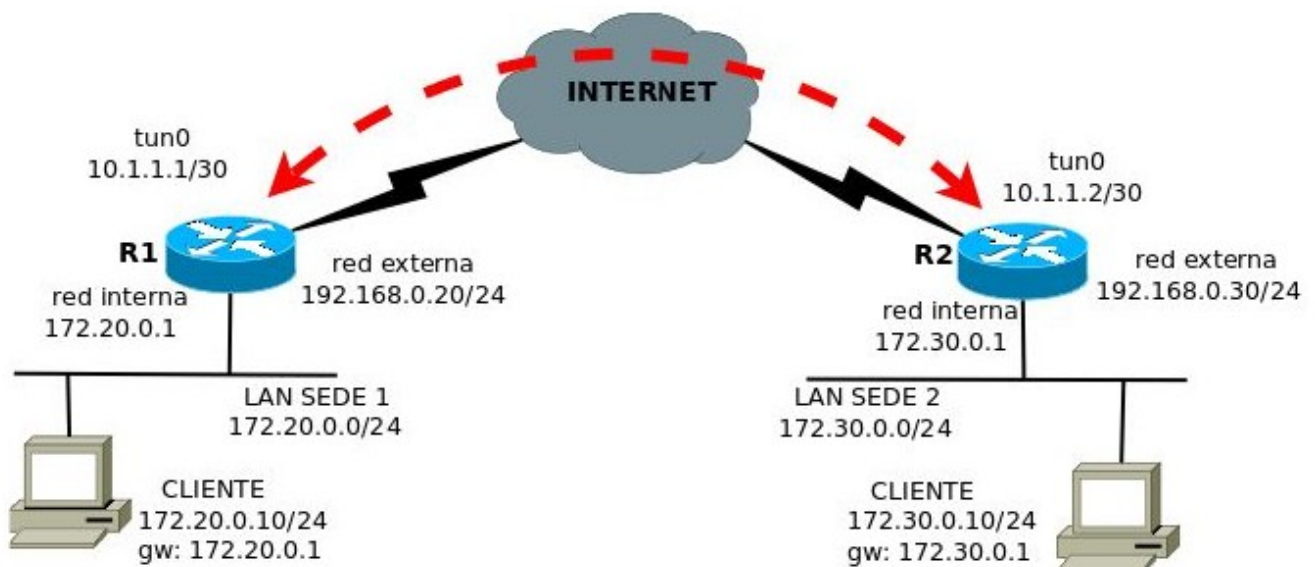 INTERNET
tun0
10.1.1.1/30
tun0
10.1.1.2/30
R1
red externa
192.168.0.20/24
red interna
172.20.0.1
R2
red externa
192.168.0.30/24
red interna
172.30.0.1
LAN SEDE 1
172.20.0.0/24
LAN SEDE 2
172.30.0.0/24
CLIENTE
172.20.0.10/24
gw: 172.20.0.1
CLIENTE
172.30.0.10/24
gw: 172.30.0.1